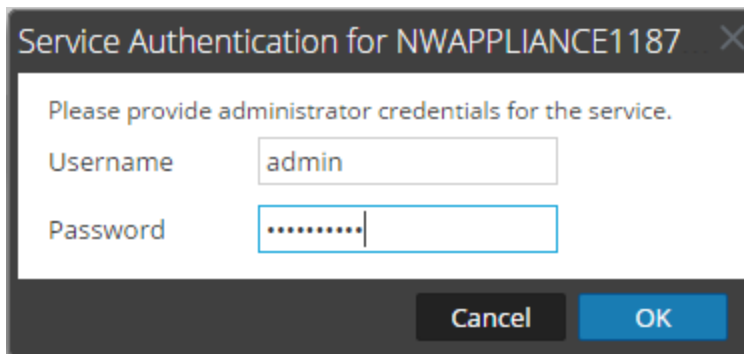 Service Authentication for NWAPPLIANCE1187...
Please provide administrator credentials for the service.
Username admin
Password ••••••••••
Cancel OK